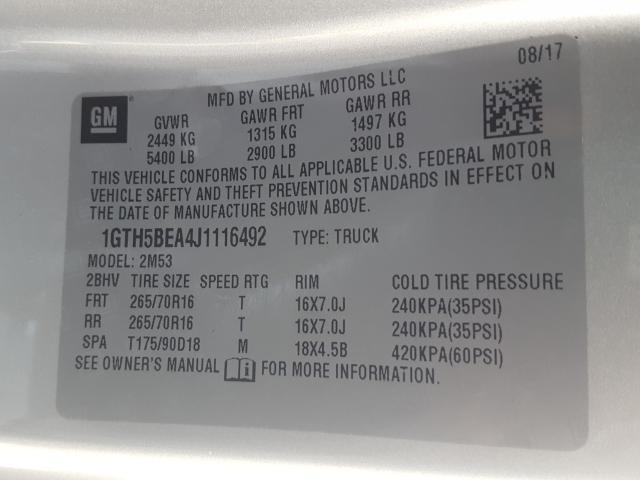 08/17
MFD BY GENERAL MOTORS LLC
GM
GVWR GAWR FRT GAWR RR
2449 KG 1315 KG 1497 KG
5400 LB 2900 LB 3300 LB
THIS VEHICLE CONFORMS TO ALL APPLICABLE U.S. FEDERAL MOTOR
VEHICLE SAFETY AND THEFT PREVENTION STANDARDS IN EFFECT ON
THE DATE OF MANUFACTURE SHOWN ABOVE.
1GTH5BEA4J1116492 TYPE: TRUCK
MODEL: 2M53
2BHV TIRE SIZE SPEED RTG RIM COLD TIRE PRESSURE
FRT 265/70R16 T 16X7.0J 240KPA(35PSI)
RR 265/70R16 T 16X7.0J 240KPA(35PSI)
SPA T175/90D18 M 18X4.5B 420KPA(60PSI)
SEE OWNER'S MANUAL FOR MORE INFORMATION.